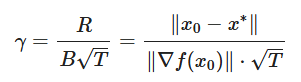 γ = R / (B√T) = ‖x₀ − x*‖ / (‖∇f(x₀)‖ · √T)